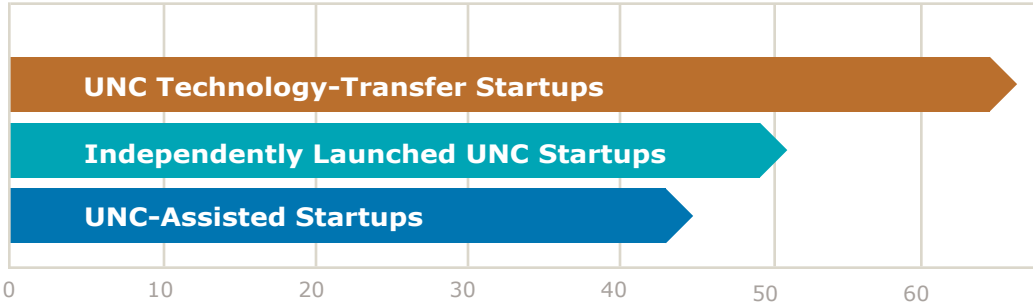 UNC Technology-Transfer Startups
Independently Launched UNC Startups
UNC-Assisted Startups
0 10 20 30 40 50 60